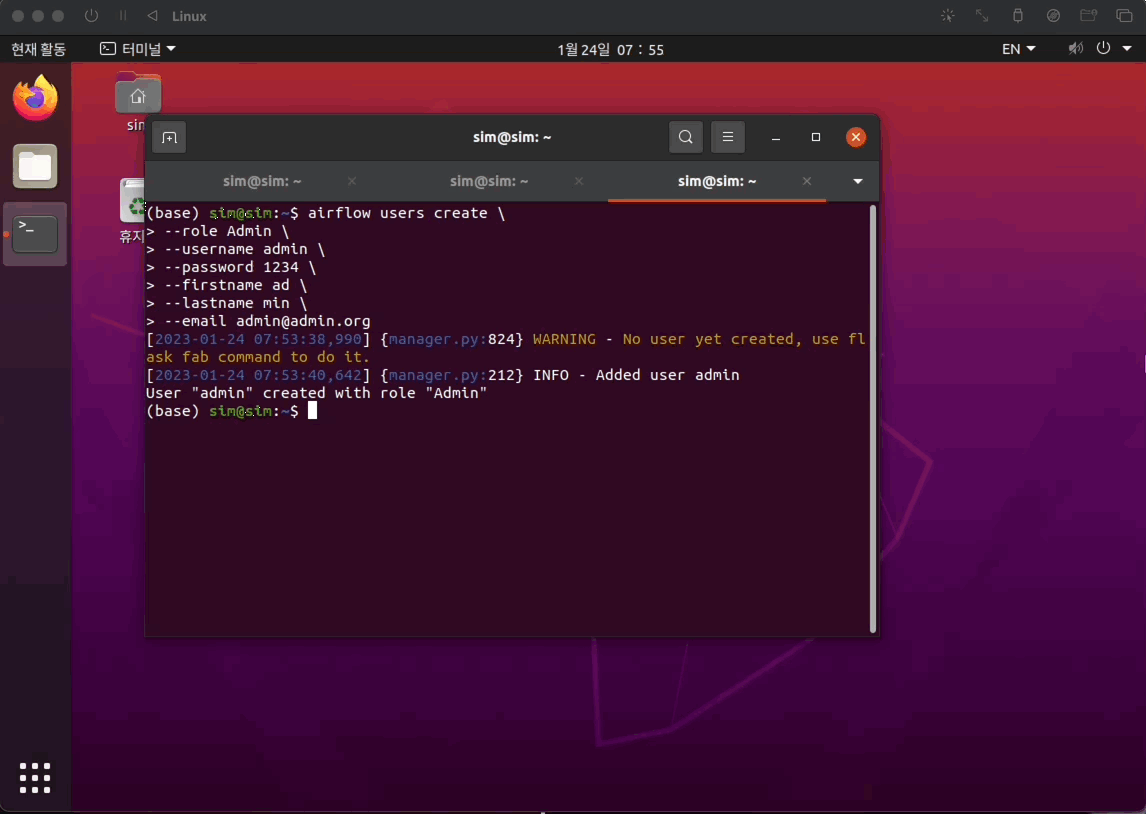 Linux
현재 활동
터미널
1월 24일 07 : 55
EN
sim@sim: ~
sim@sim: ~
sim@sim: ~
sim@sim: ~
(base) sim@sim:~$ airflow users create \
> --role Admin \
> --username admin \
> --password 1234 \
> --firstname ad \
> --lastname min \
> --email admin@admin.org
[2023-01-24 07:53:38,990] {manager.py:824} WARNING - No user yet created, use fl
ask fab command to do it.
[2023-01-24 07:53:40,642] {manager.py:212} INFO - Added user admin
User "admin" created with role "Admin"
(base) sim@sim:~$